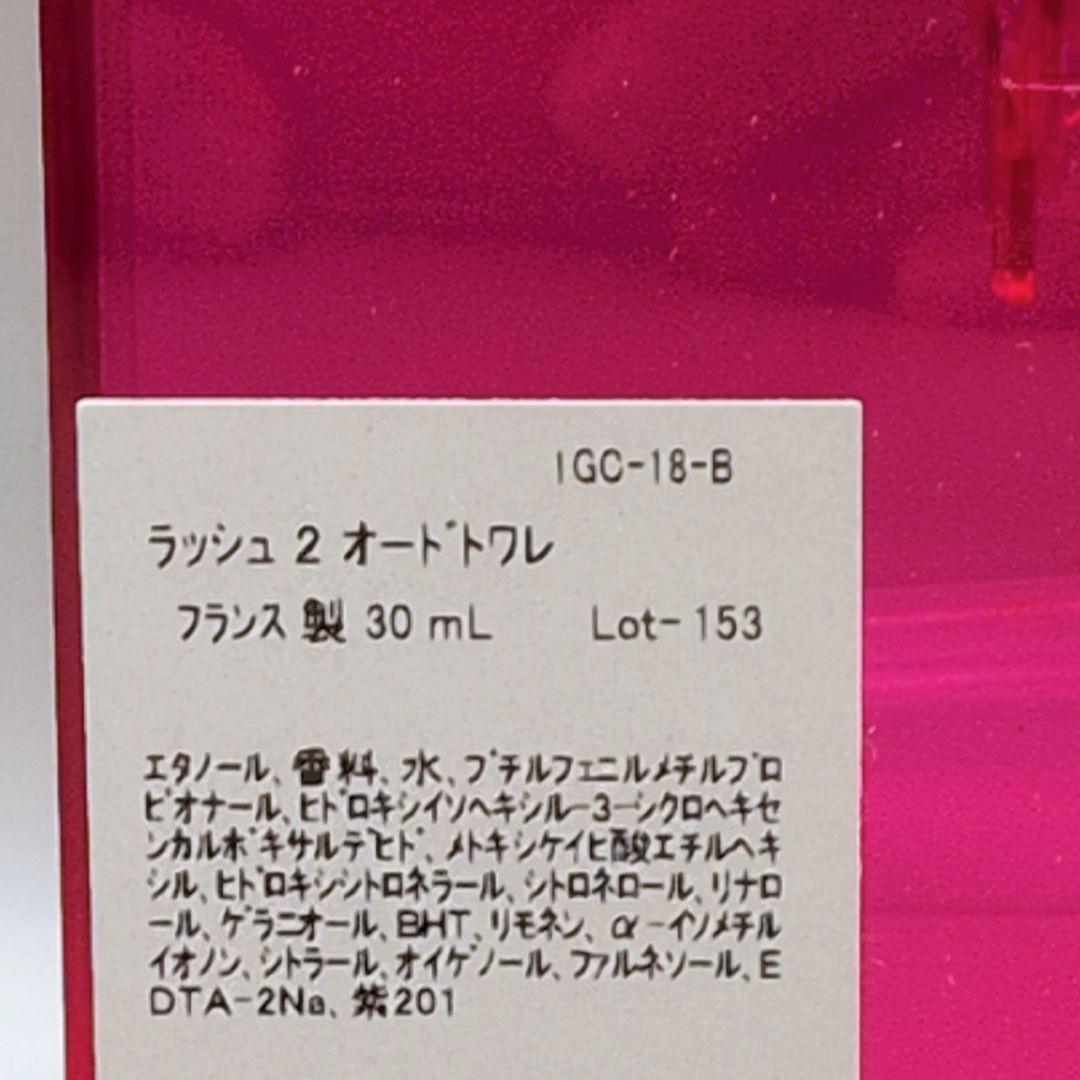 IGC-18-B
ラッシュ 2 オードトワレ
フランス 製 30 mL Lot-153
エタノール、香料、水、ブチルフェニルメチルプロ
ピオナール、ヒドロキシイソヘキシル-3-シクロヘキセ
ンカルボキサルデヒド、メトキシケイヒ酸エチルヘキ
シル、ヒドロキシシトロネラール、シトロネロール、リナロ
ール、ゲラニオール、BHT、リモネン、α-イソメチル
イオノン、シトラール、オイゲノール、ファルネソール、E
DTA-2Na、紫201